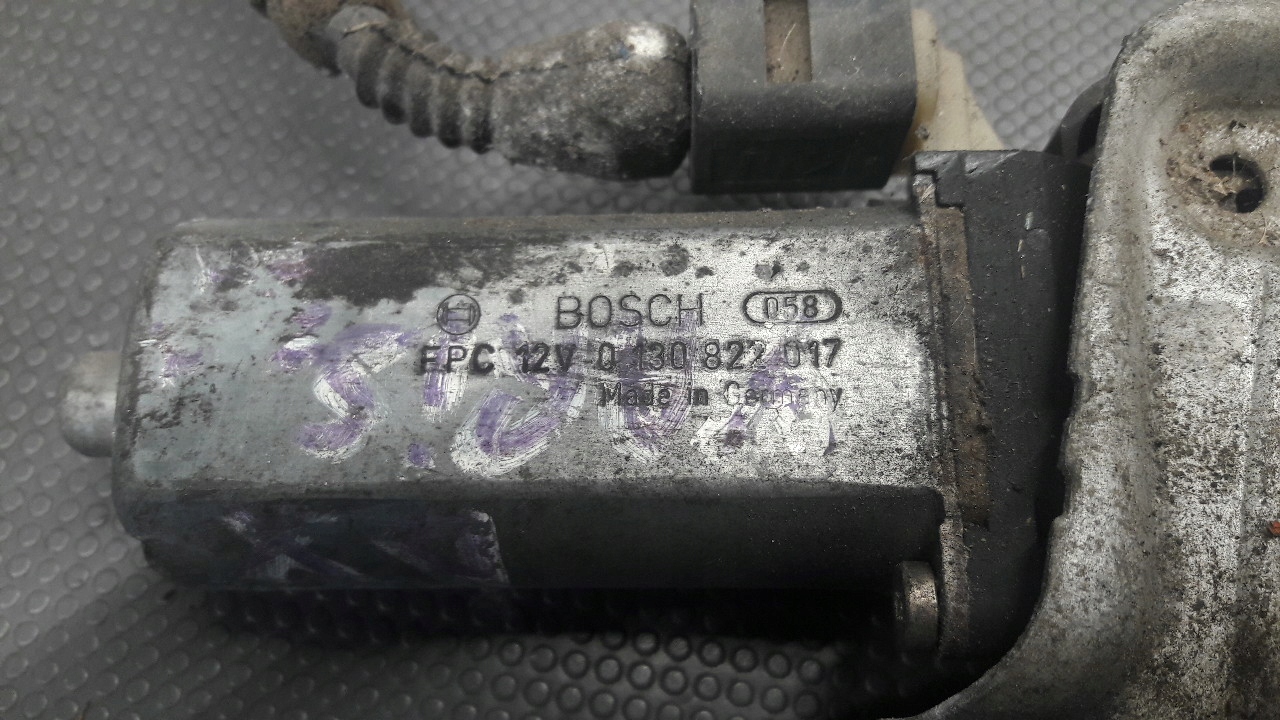 BOSCH 058
FPC 12V 0 130 822 017
Made in Germany